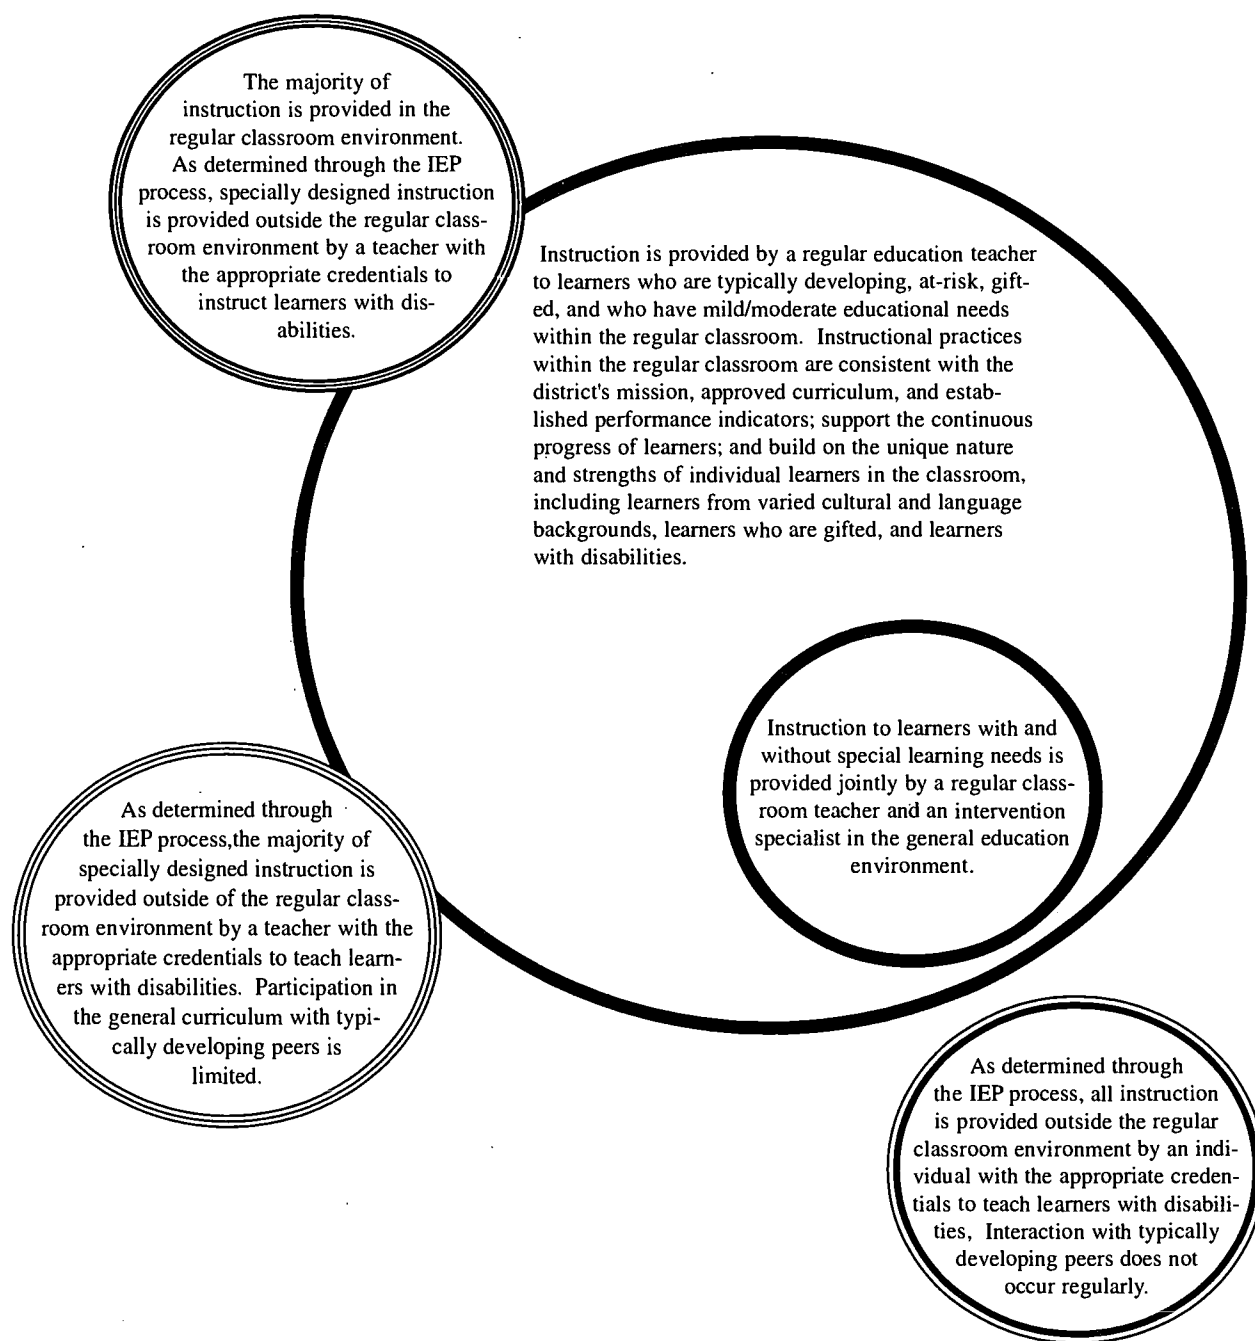 The majority of
instruction is provided in the
regular classroom environment.
As determined through the IEP
process, specially designed instruction
is provided outside the regular class-
room environment by a teacher with
the appropriate credentials to
instruct learners with dis-
abilities.
Instruction is provided by a regular education teacher
to learners who are typically developing, at-risk, gift-
ed, and who have mild/moderate educational needs
within the regular classroom. Instructional practices
within the regular classroom are consistent with the
district's mission, approved curriculum, and estab-
lished performance indicators; support the continuous
progress of learners; and build on the unique nature
and strengths of individual learners in the classroom,
including learners from varied cultural and language
backgrounds, learners who are gifted, and learners
with disabilities.
Instruction to learners with and
without special learning needs is
provided jointly by a regular class-
room teacher and an intervention
specialist in the general education
environment.
As determined through
the IEP process,the majority of
specially designed instruction is
provided outside of the regular class-
room environment by a teacher with the
appropriate credentials to teach learn-
ers with disabilities. Participation in
the general curriculum with typi-
cally developing peers is
limited.
As determined through
the IEP process, all instruction
is provided outside the regular
classroom environment by an indi-
vidual with the appropriate creden-
tials to teach learners with disabili-
ties, Interaction with typically
developing peers does not
occur regularly.